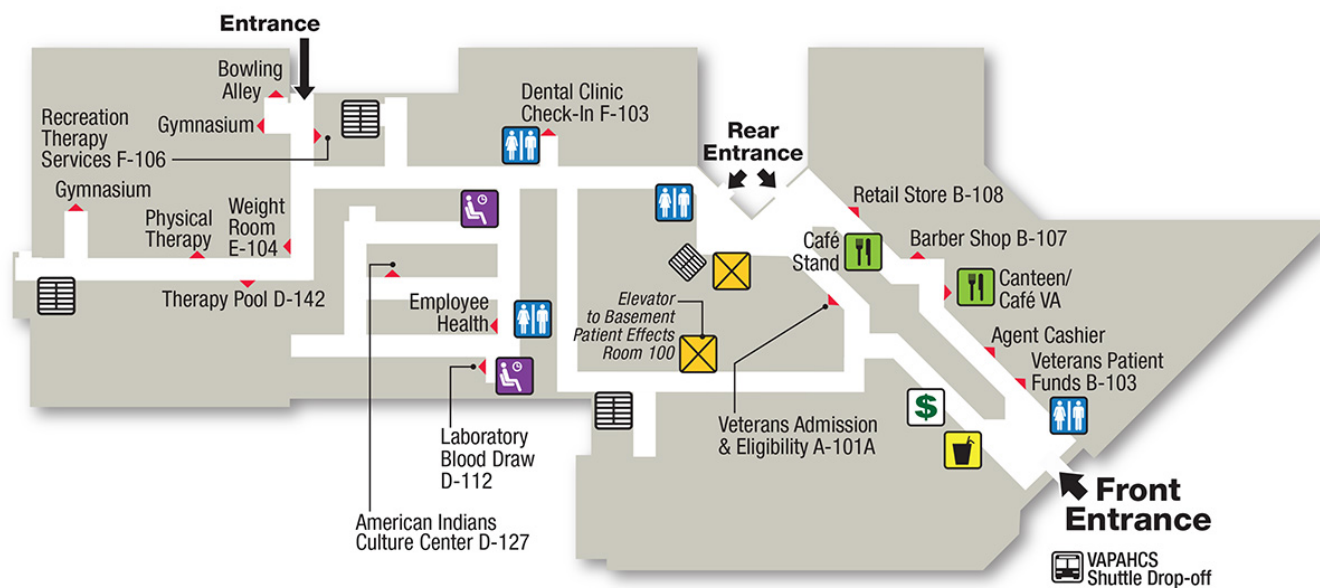 Entrance
Bowling
Alley
Gymnasium
Recreation
Therapy
Services F-106
Gymnasium
Physical
Therapy
Weight
Room
E-104
Therapy Pool D-142
Dental Clinic
Check-In F-103
Rear
Entrance
Retail Store B-108
Café
Stand
Barber Shop B-107
Canteen/
Café VA
Agent Cashier
Veterans Patient
Funds B-103
Employee
Health
Elevator
to Basement
Patient Effects
Room 100
$
Laboratory
Blood Draw
D-112
American Indians
Culture Center D-127
Veterans Admission
& Eligibility A-101A
Front
Entrance
VAPAHCS
Shuttle Drop-off